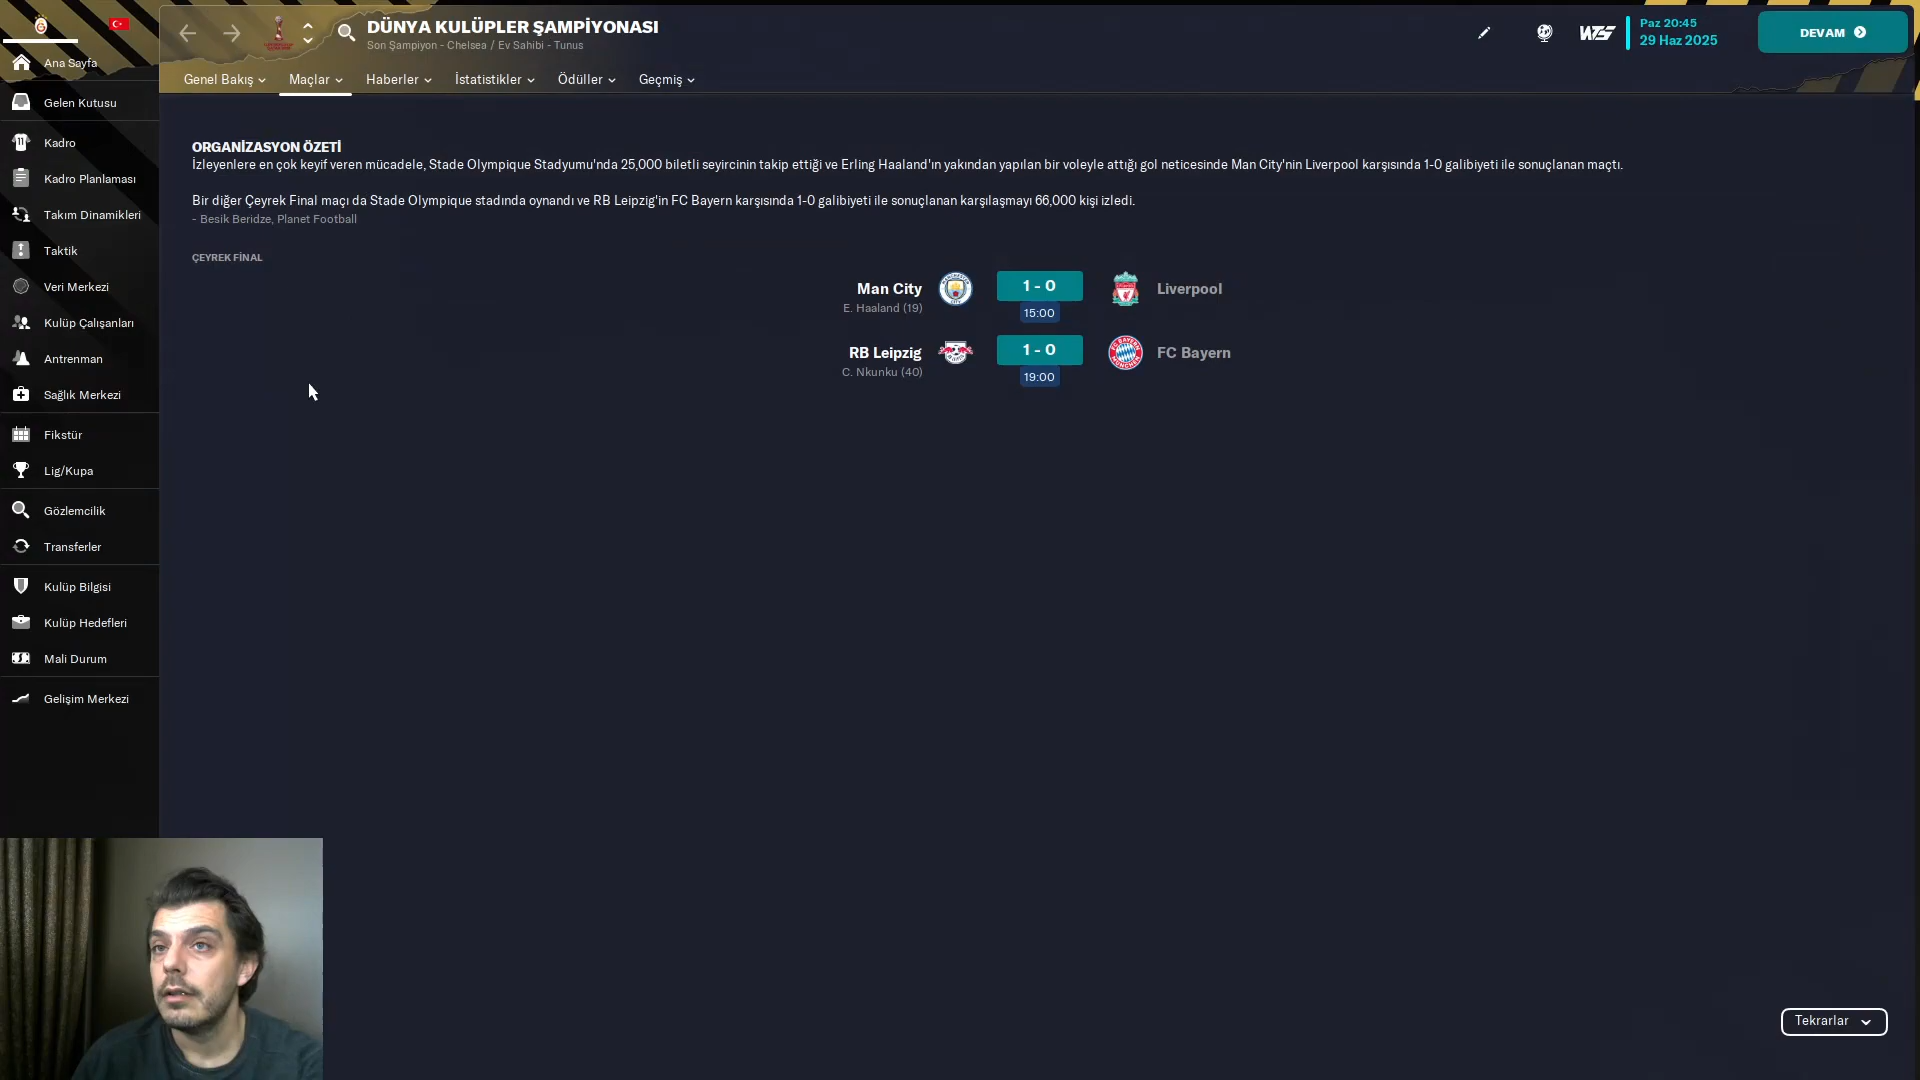 DÜNYA KULÜPLER ŞAMPİYONASI
Son Şampiyon - Chelsea / Ev Sahibi - Tunus
Paz 20:45
29 Haz 2025
DEVAM
Genel Bakış
Maçlar
Haberler
İstatistikler
Ödüller
Geçmiş
Ana Sayfa
Gelen Kutusu
Kadro
Kadro Planlaması
Takım Dinamikleri
Taktik
Veri Merkezi
Kulüp Çalışanları
Antrenman
Sağlık Merkezi
Fikstür
Lig/Kupa
Gözlemcilik
Transferler
Kulüp Bilgisi
Kulüp Hedefleri
Mali Durum
Gelişim Merkezi
ORGANİZASYON ÖZETİ
İzleyenlere en çok keyif veren mücadele, Stade Olympique Stadyumu'nda 25,000 biletli seyircinin takip ettiği ve Erling Haaland'ın yakından yapılan bir voleyle attığı gol neticesinde Man City'nin Liverpool karşısında 1-0 galibiyeti ile sonuçlanan maçtı.
Bir diğer Çeyrek Final maçı da Stade Olympique stadında oynandı ve RB Leipzig'in FC Bayern karşısında 1-0 galibiyeti ile sonuçlanan karşılaşmayı 66,000 kişi izledi.
- Besik Beridze, Planet Football
ÇEYREK FİNAL
Man City 1 - 0 Liverpool
E. Haaland (19)
15:00
RB Leipzig 1 - 0 FC Bayern
C. Nkunku (40)
19:00
Tekrarlar